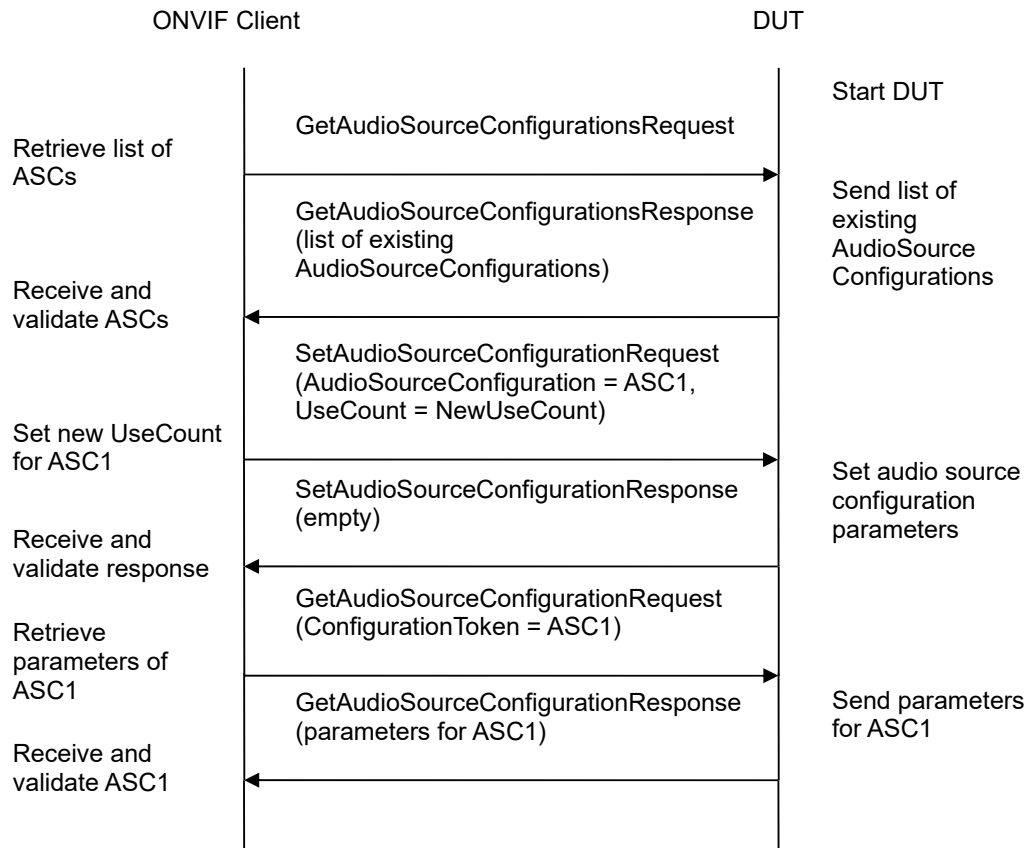 ONVIF Client
DUT
Start DUT
GetAudioSourceConfigurationsRequest
Retrieve list of
ASCs
Send list of
existing
AudioSource
Configurations
GetAudioSourceConfigurationsResponse
(list of existing
AudioSourceConfigurations)
Receive and
validate ASCs
SetAudioSourceConfigurationRequest
(AudioSourceConfiguration = ASC1,
UseCount = NewUseCount)
Set new UseCount
for ASC1
Set audio source
configuration
parameters
SetAudioSourceConfigurationResponse
(empty)
Receive and
validate response
GetAudioSourceConfigurationRequest
(ConfigurationToken = ASC1)
Retrieve
parameters of
ASC1
Send parameters
for ASC1
GetAudioSourceConfigurationResponse
(parameters for ASC1)
Receive and
validate ASC1